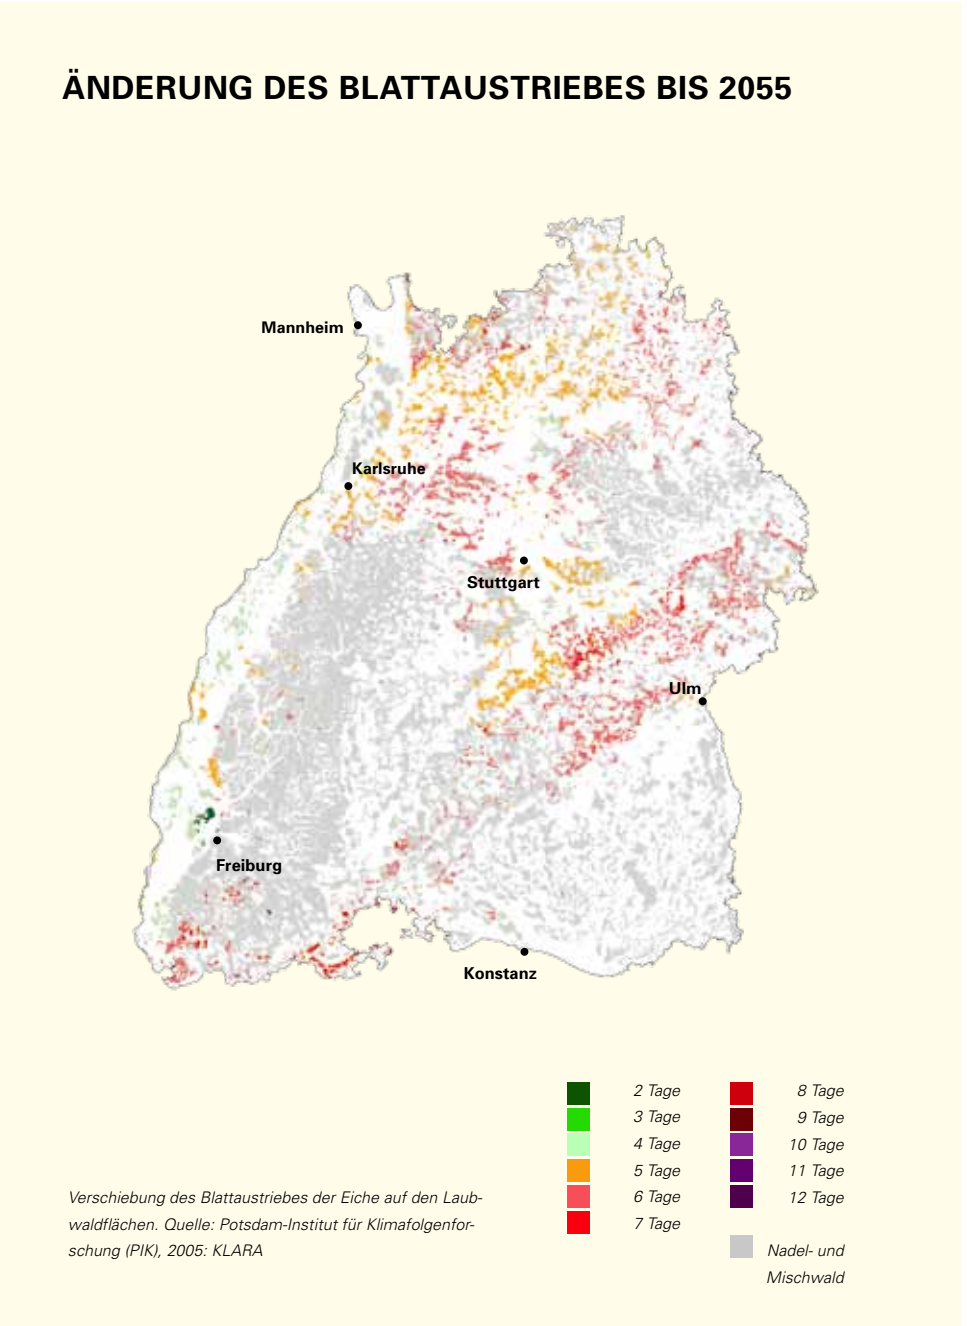 ÄNDERUNG DES BLATTAUSTRIEBES BIS 2055
Mannheim
Karlsruhe
Stuttgart
Ulm
Freiburg
Konstanz
2 Tage
3 Tage
4 Tage
5 Tage
6 Tage
7 Tage
8 Tage
9 Tage
10 Tage
11 Tage
12 Tage
Nadel- und
Mischwald
Verschiebung des Blattaustriebes der Eiche auf den Laub-
waldflächen. Quelle: Potsdam-Institut für Klimafolgenfor-
schung (PIK), 2005: KLARA